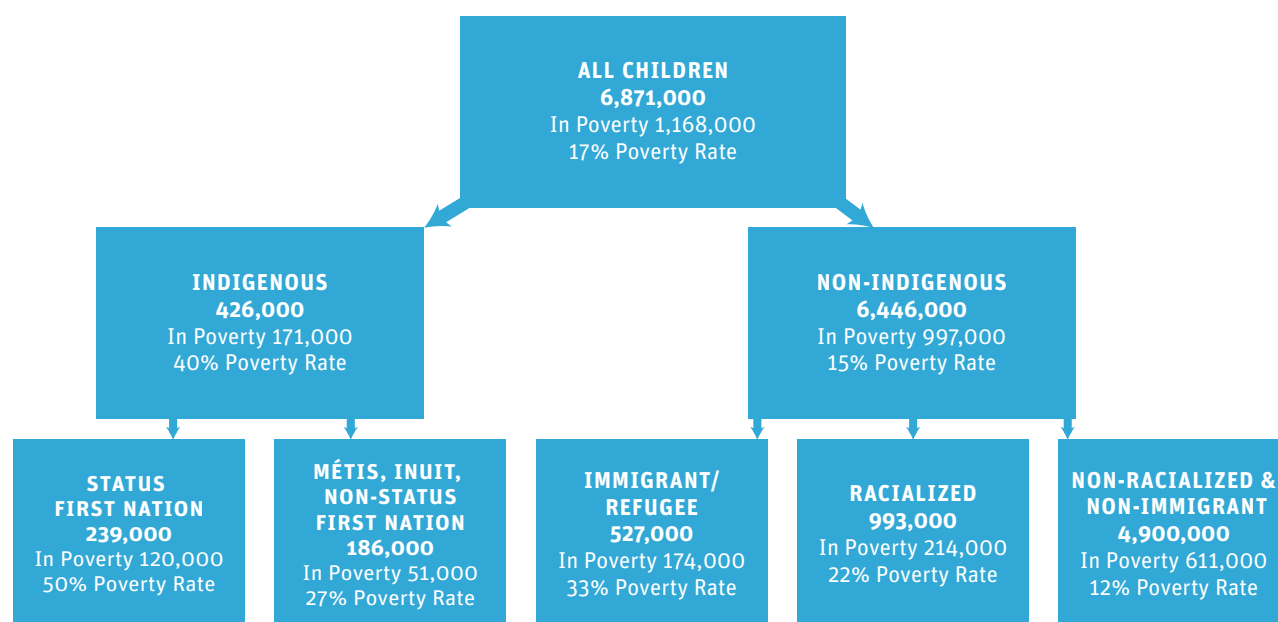 ALL CHILDREN
6,871,000
In Poverty 1,168,000
17% Poverty Rate
INDIGENOUS
426,000
In Poverty 171,000
40% Poverty Rate
NON-INDIGENOUS
6,446,000
In Poverty 997,000
15% Poverty Rate
STATUS
FIRST NATION
239,000
In Poverty 120,000
50% Poverty Rate
MÉTIS, INUIT,
NON-STATUS
FIRST NATION
186,000
In Poverty 51,000
27% Poverty Rate
IMMIGRANT/
REFUGEE
527,000
In Poverty 174,000
33% Poverty Rate
RACIALIZED
993,000
In Poverty 214,000
22% Poverty Rate
NON-RACIALIZED &
NON-IMMIGRANT
4,900,000
In Poverty 611,000
12% Poverty Rate